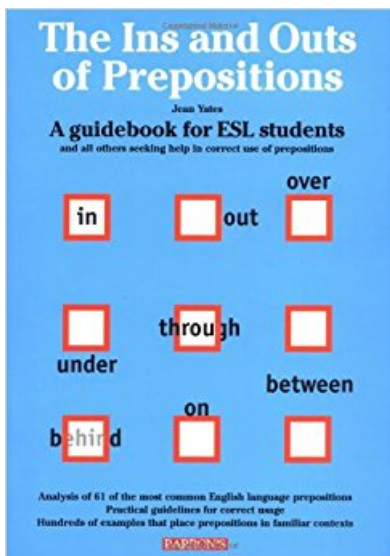 The Ins and Outs
of Prepositions
Jean Yates
A guidebook for ESL students
and all others seeking help in correct use of prepositions
over
in
out
through
under
between
on
behind
Analysis of 61 of the most common English language prepositions
Practical guidelines for correct usage
Hundreds of examples that place prepositions in familiar contexts
BARRON'S